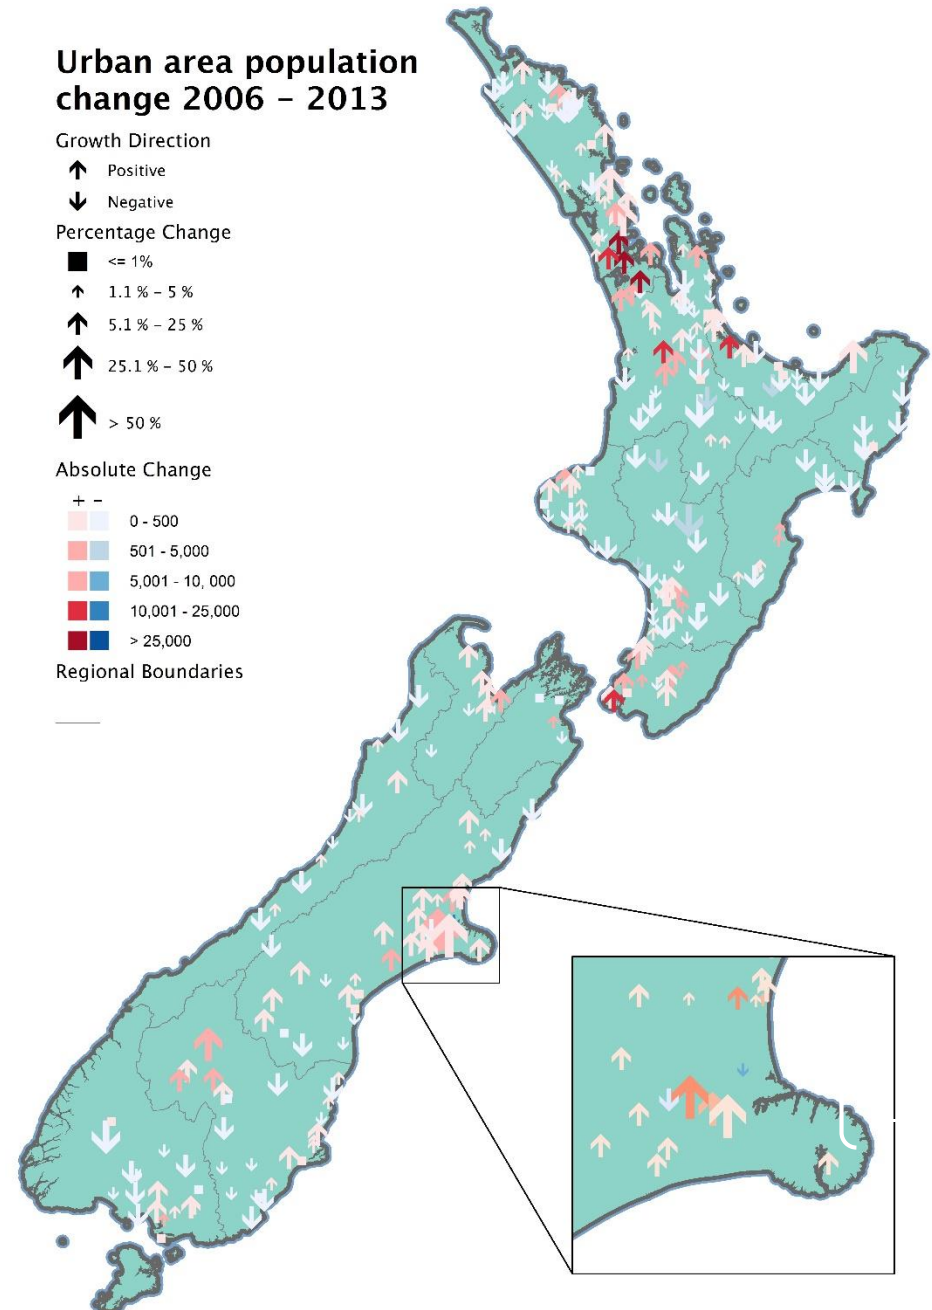 Urban area population
change 2006 – 2013
Growth Direction
Positive
Negative
Percentage Change
<= 1%
1.1 % – 5 %
5.1 % – 25 %
25.1 % – 50 %
> 50 %
Absolute Change
+ –
0 - 500
501 - 5,000
5,001 - 10, 000
10,001 - 25,000
> 25,000
Regional Boundaries